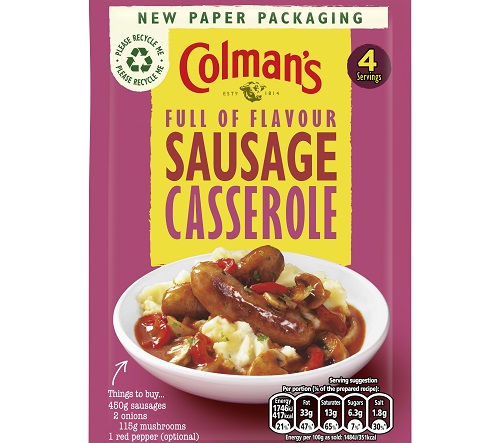 NEW PAPER PACKAGING
PLEASE RECYCLE ME
PLEASE RECYCLE ME
Colman's
ESTD 1814
4
Servings
FULL OF FLAVOUR
SAUSAGE
CASSEROLE
Things to buy...
450g sausages
2 onions
115g mushrooms
1 red pepper (optional)
Serving suggestion
Per portion (¼ of the prepared recipe):
Energy Fat Saturates Sugars Salt
1746kJ 33g 13g 6.3g 1.8g
417kcal
21% 47% 65% 7% 30%
Energy per 100g as sold: 1484kJ/351kcal